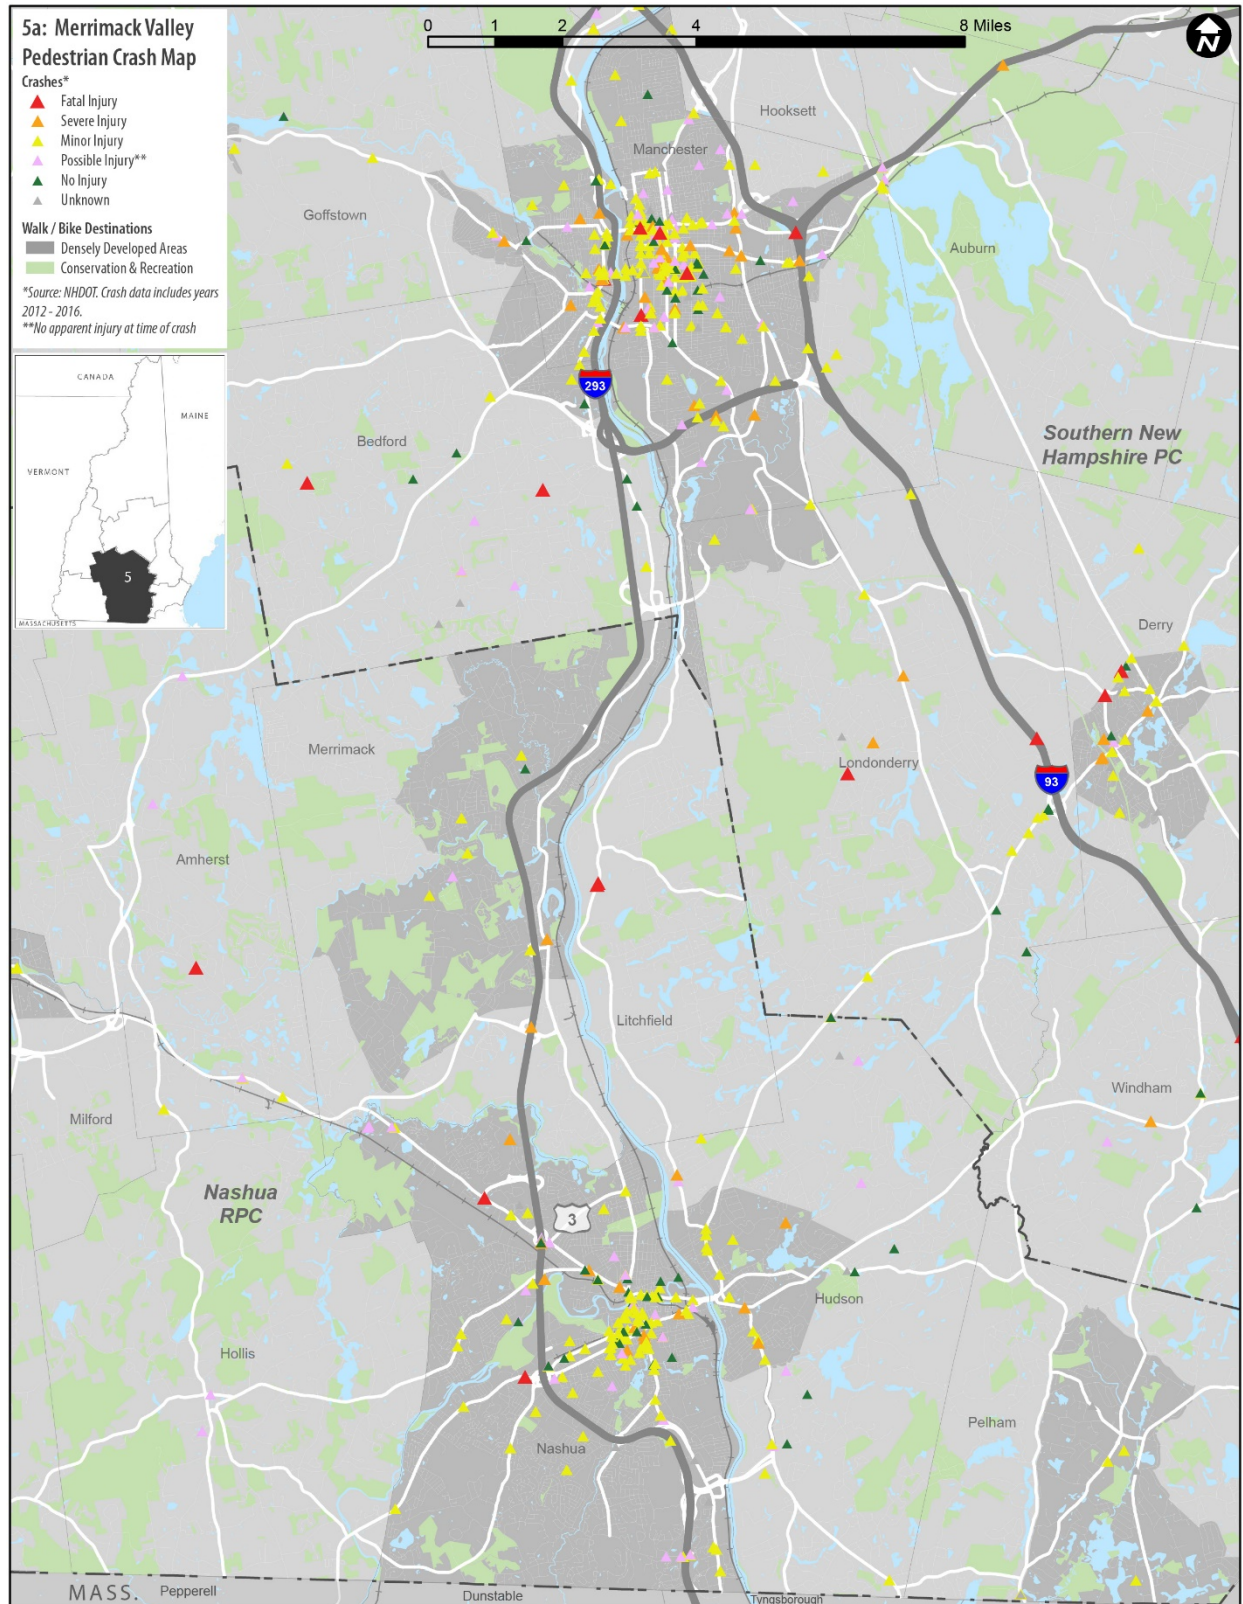 5a: Merrimack Valley
Pedestrian Crash Map
Crashes*
Fatal Injury
Severe Injury
Minor Injury
Possible Injury**
No Injury
Unknown
Walk / Bike Destinations
Densely Developed Areas
Conservation & Recreation
*Source: NHDOT. Crash data includes years
2012 - 2016.
**No apparent injury at time of crash
0 1 2 4 8 Miles
N
CANADA
MAINE
VERMONT
5
MASSACHUSETTS
Hooksett
Manchester
Goffstown
Auburn
293
Bedford
Southern New
Hampshire PC
Derry
Merrimack
Londonderry
93
Amherst
Litchfield
Windham
Milford
Nashua
RPC
3
Hudson
Hollis
Pelham
Nashua
MASS.
Pepperell
Dunstable
Tyngsborough